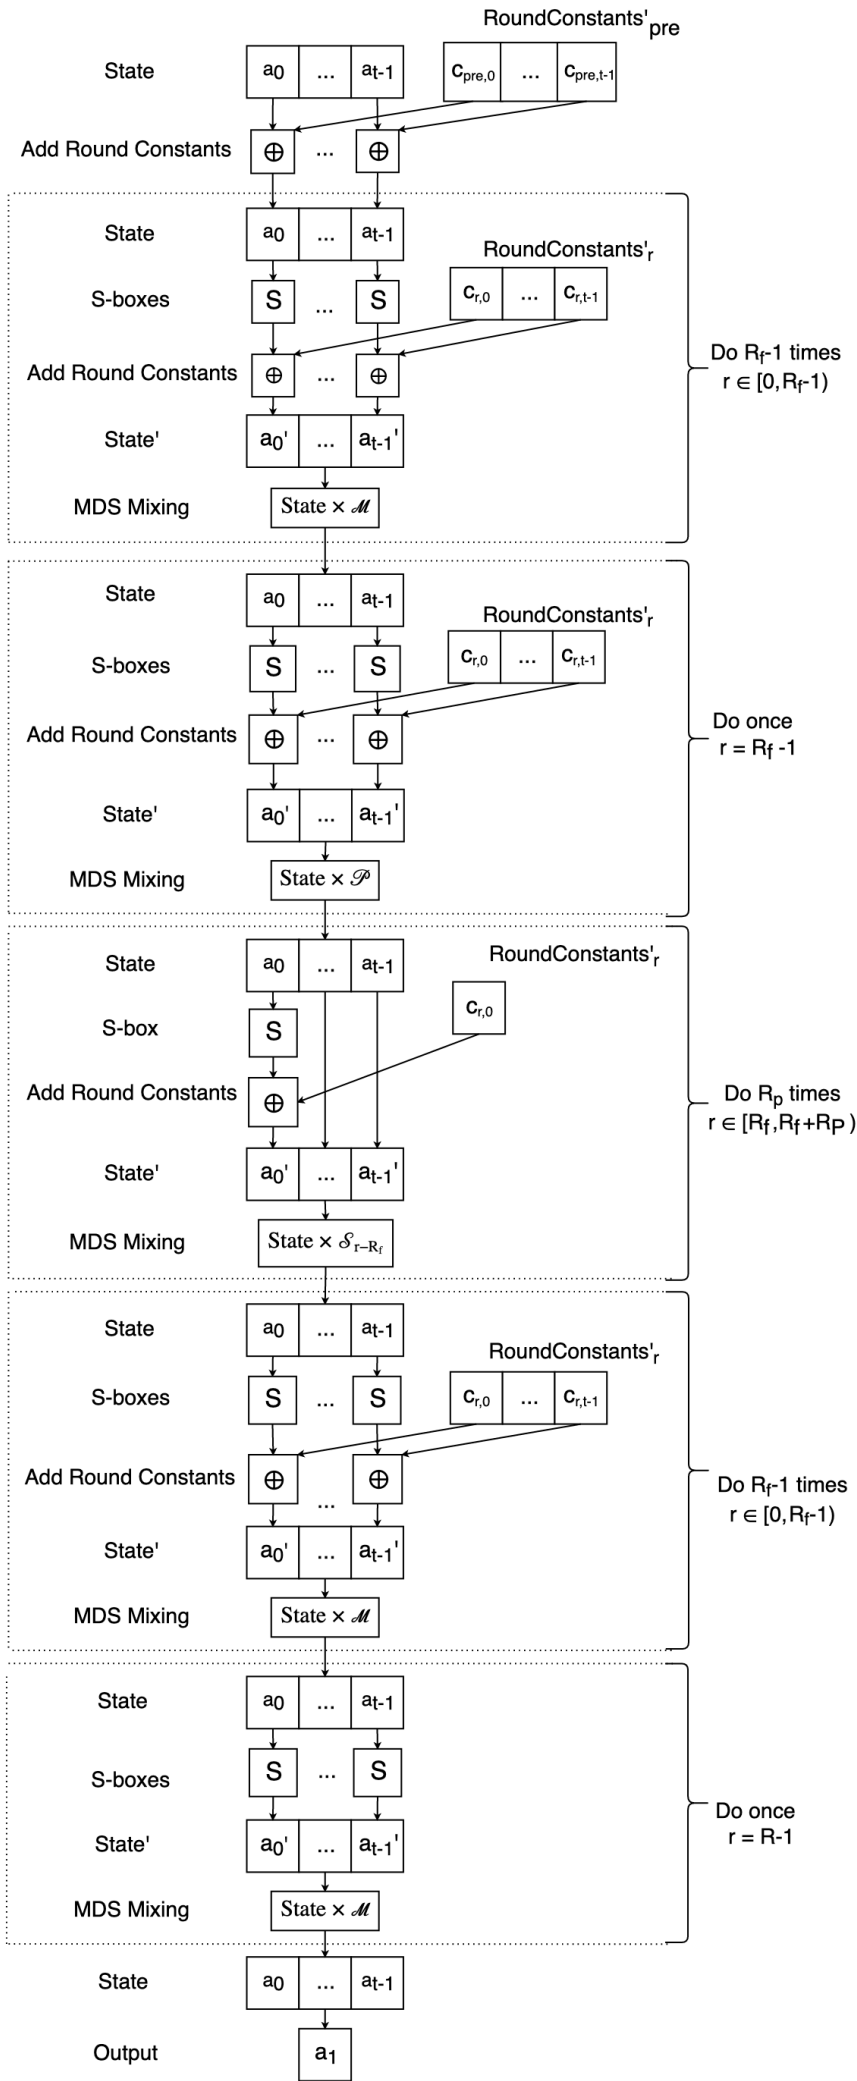 RoundConstants'pre
State a0 ... at-1 cpre,0 ... cpre,t-1
Add Round Constants ⊕ ... ⊕
State a0 ... at-1
RoundConstants'r
S-boxes S ... S cr,0 ... cr,t-1
Do Rf-1 times
r ∈ [0,Rf-1)
Add Round Constants ⊕ ... ⊕
State' a0' ... at-1'
MDS Mixing State × ℳ
State a0 ... at-1
RoundConstants'r
S-boxes S ... S cr,0 ... cr,t-1
Add Round Constants ⊕ ... ⊕
Do once
r = Rf -1
State' a0' ... at-1'
MDS Mixing State × 𝒫
State a0 ... at-1
RoundConstants'r
S-box S cr,0
Add Round Constants ⊕
Do Rp times
r ∈ [Rf,Rf+RP)
State' a0' ... at-1'
MDS Mixing State × 𝒮r−Rf
State a0 ... at-1
RoundConstants'r
S-boxes S ... S cr,0 ... cr,t-1
Add Round Constants ⊕ ... ⊕
Do Rf-1 times
r ∈ [0,Rf-1)
State' a0' ... at-1'
MDS Mixing State × ℳ
State a0 ... at-1
S-boxes S ... S
Do once
r = R-1
State' a0' ... at-1'
MDS Mixing State × ℳ
State a0 ... at-1
Output a1